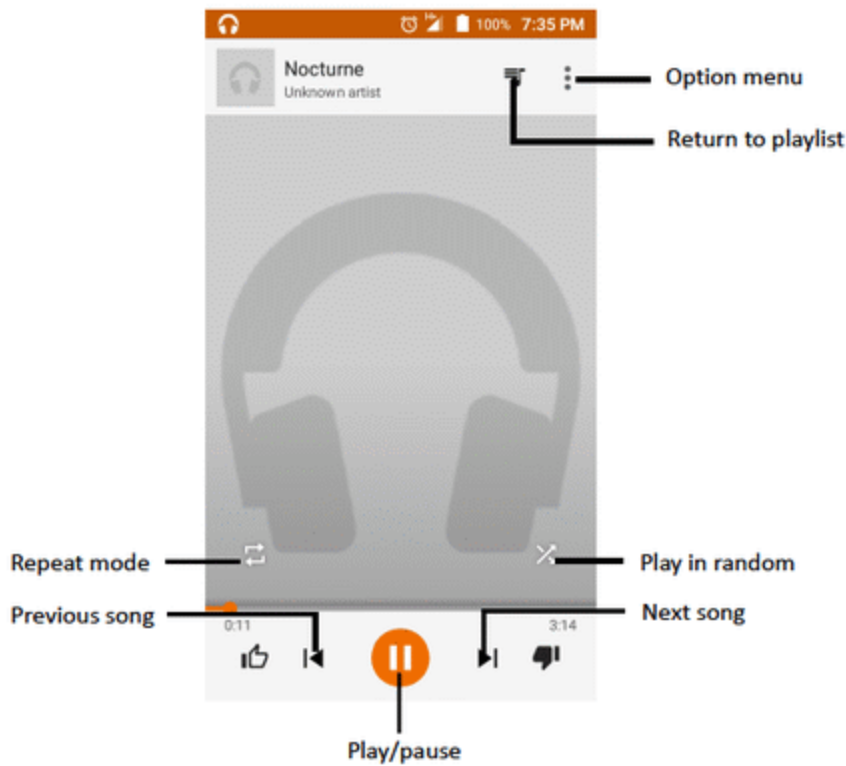 100% 7:35 PM
Nocturne
Unknown artist
Option menu
Return to playlist
Repeat mode
Play in random
Previous song
Next song
0:11
3:14
Play/pause